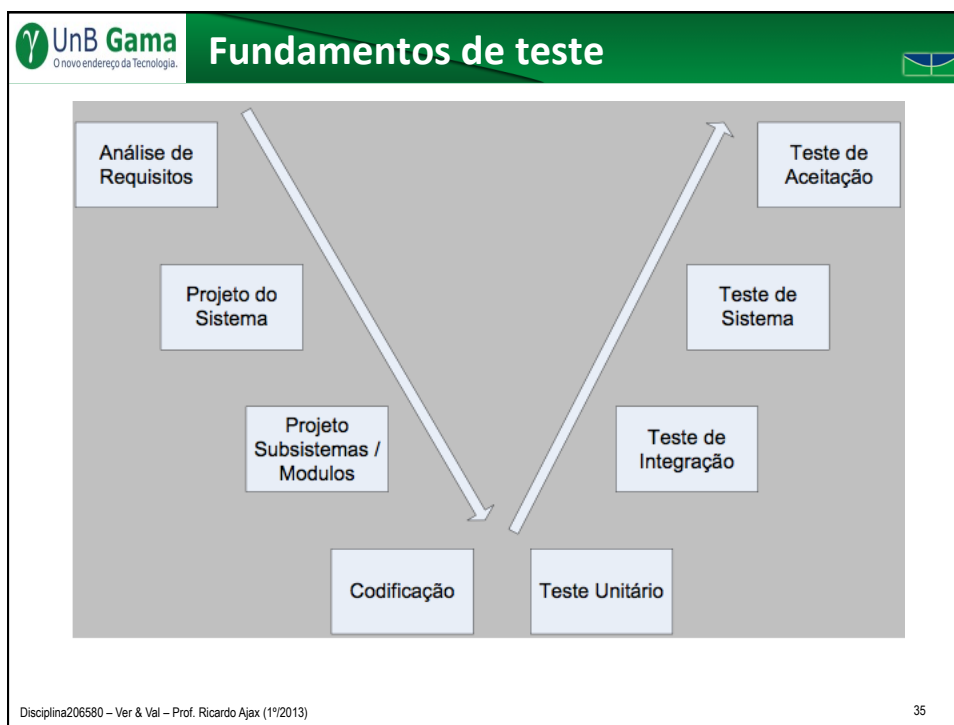 γ UnB Gama
O novo endereço da Tecnologia.
Fundamentos de teste
Análise de
Requisitos
Teste de
Aceitação
Projeto do
Sistema
Teste de
Sistema
Projeto
Subsistemas /
Modulos
Teste de
Integração
Codificação
Teste Unitário
Disciplina206580 – Ver & Val – Prof. Ricardo Ajax (1º/2013)
35